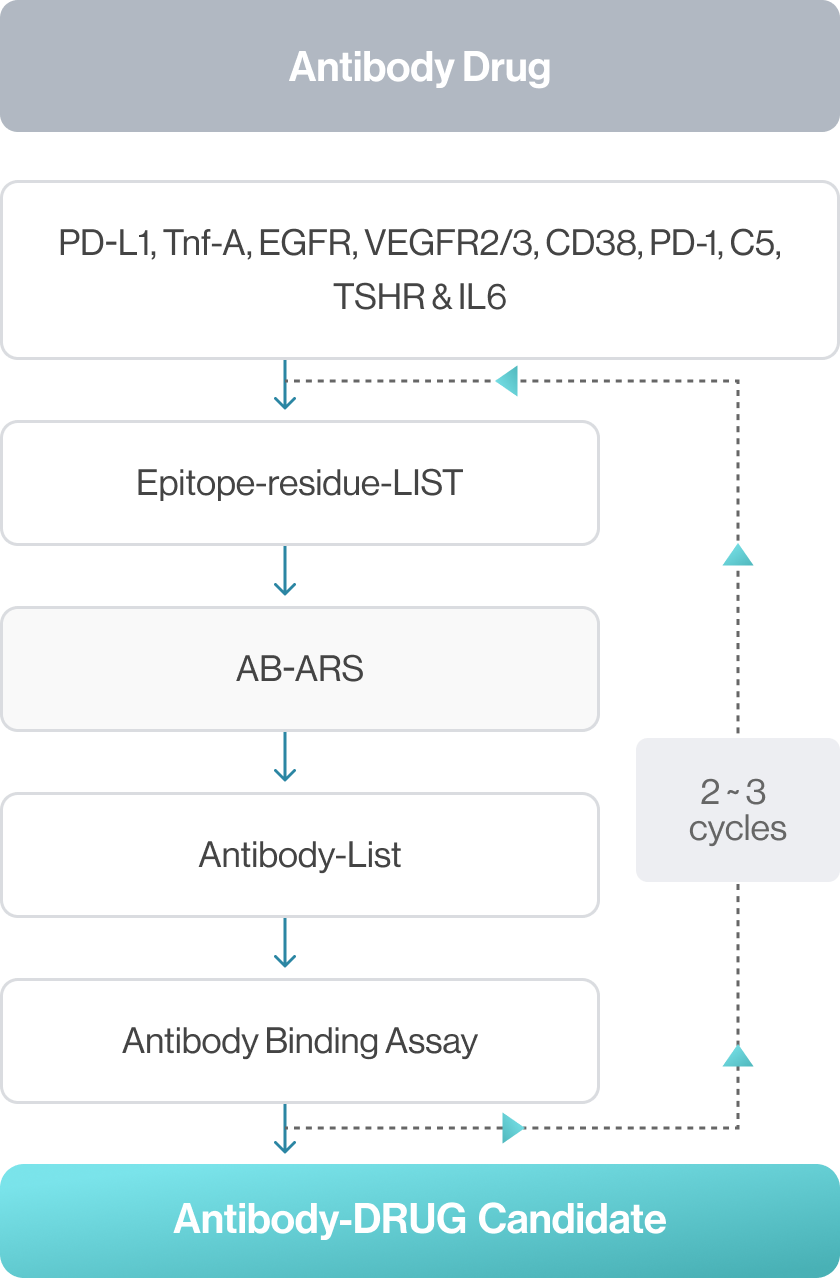 Antibody Drug
PD-L1, Tnf-A, EGFR, VEGFR2/3, CD38, PD-1, C5,
TSHR & IL6
Epitope-residue-LIST
AB-ARS
Antibody-List
2 ~ 3
cycles
Antibody Binding Assay
Antibody-DRUG Candidate